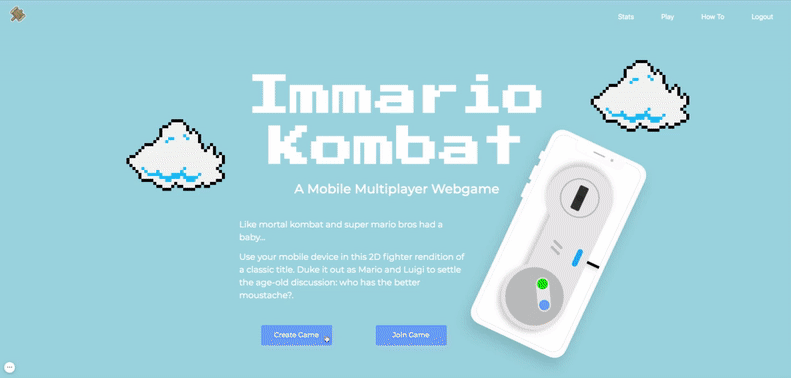 Stats Play How To Logout
Immario
Kombat
A Mobile Multiplayer Webgame
Like mortal kombat and super mario bros had a
baby...
Use your mobile device in this 2D fighter rendition of
a classic title. Duke it out as Mario and Luigi to settle
the age-old discussion: who has the better
moustache?.
Create Game Join Game